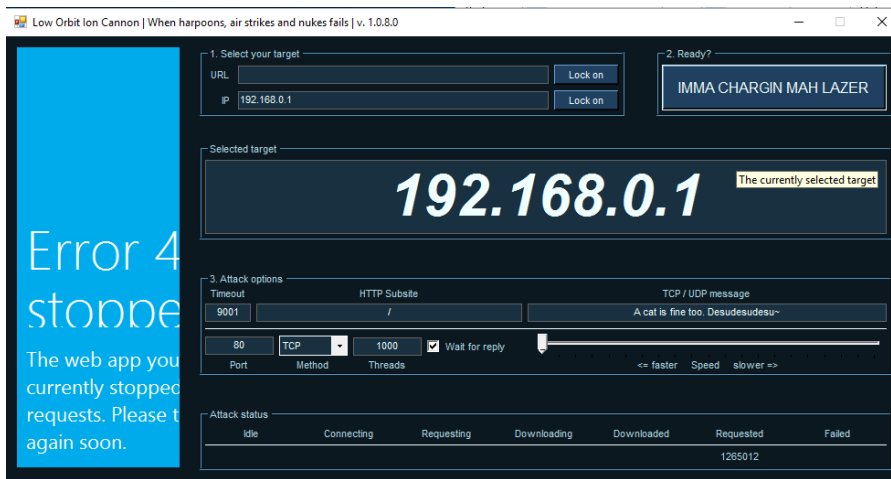 Low Orbit Ion Cannon | When harpoons, air strikes and nukes fails | v. 1.0.8.0
1. Select your target
URL
Lock on
IP
192.168.0.1
Lock on
2. Ready?
IMMA CHARGIN MAH LAZER
Selected target
192.168.0.1
The currently selected target
Error 4
stoppe
The web app you
currently stopped
requests. Please t
again soon.
3. Attack options
Timeout HTTP Subsite TCP / UDP message
9001 / A cat is fine too. Desudesudesu~
80 TCP 1000 Wait for reply
Port Method Threads <= faster Speed slower =>
Attack status
Idle Connecting Requesting Downloading Downloaded Requested Failed
1265012